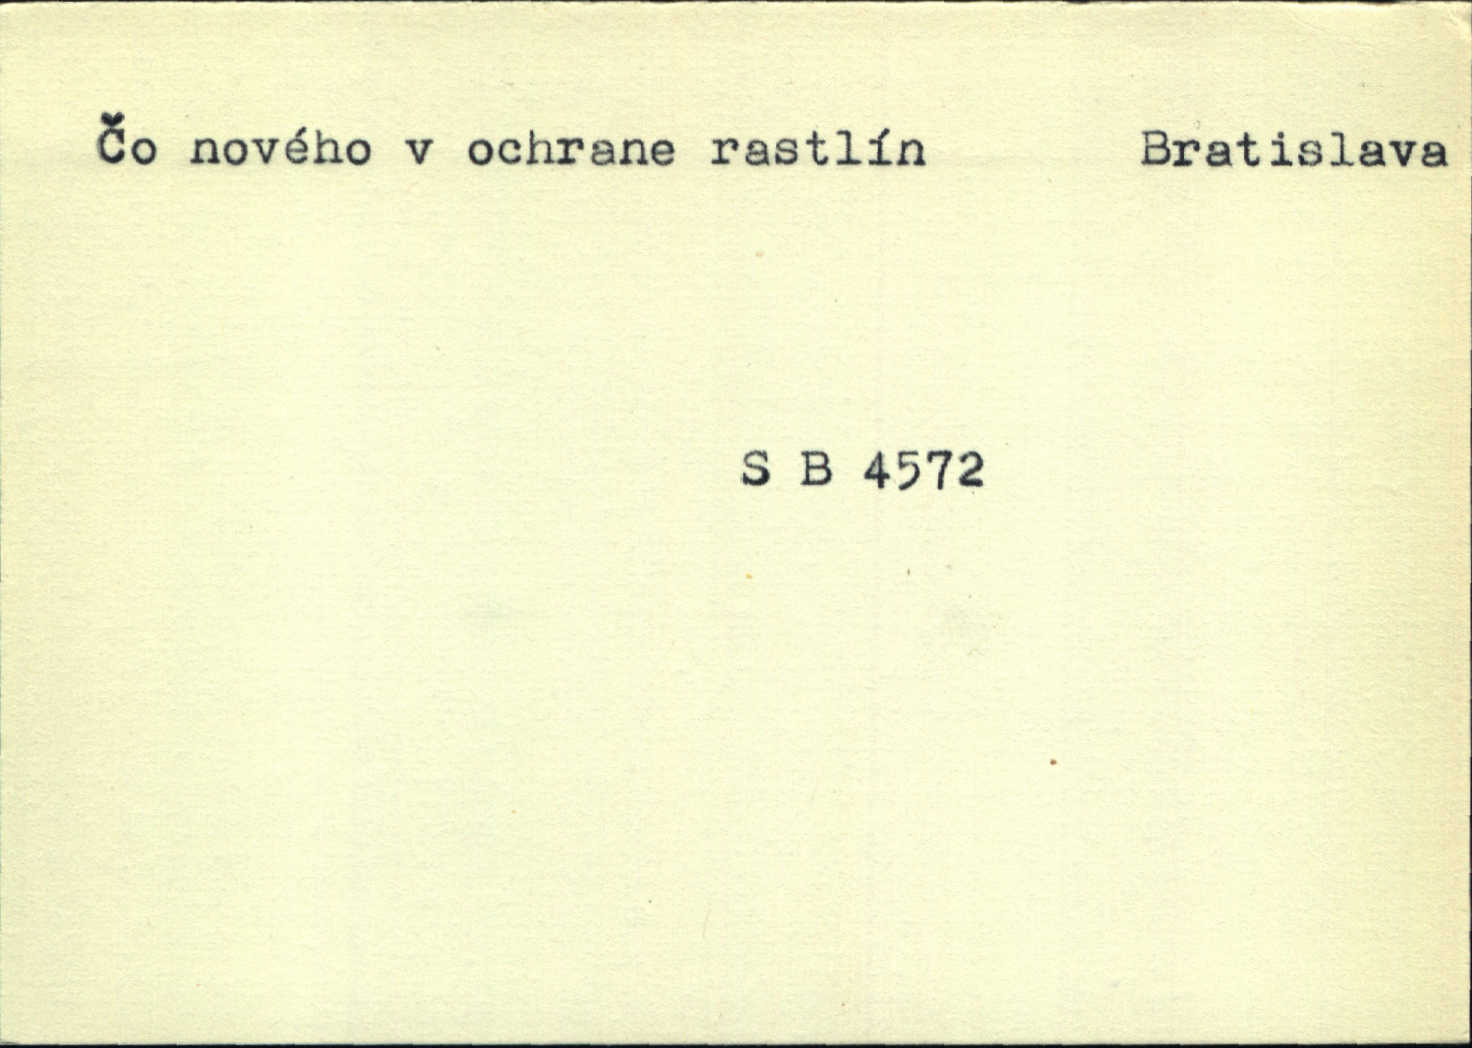 Čo nového v ochrane rastlín Bratislava
S B 4572